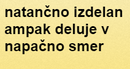 natančno izdelan
ampak deluje v
napačno smer